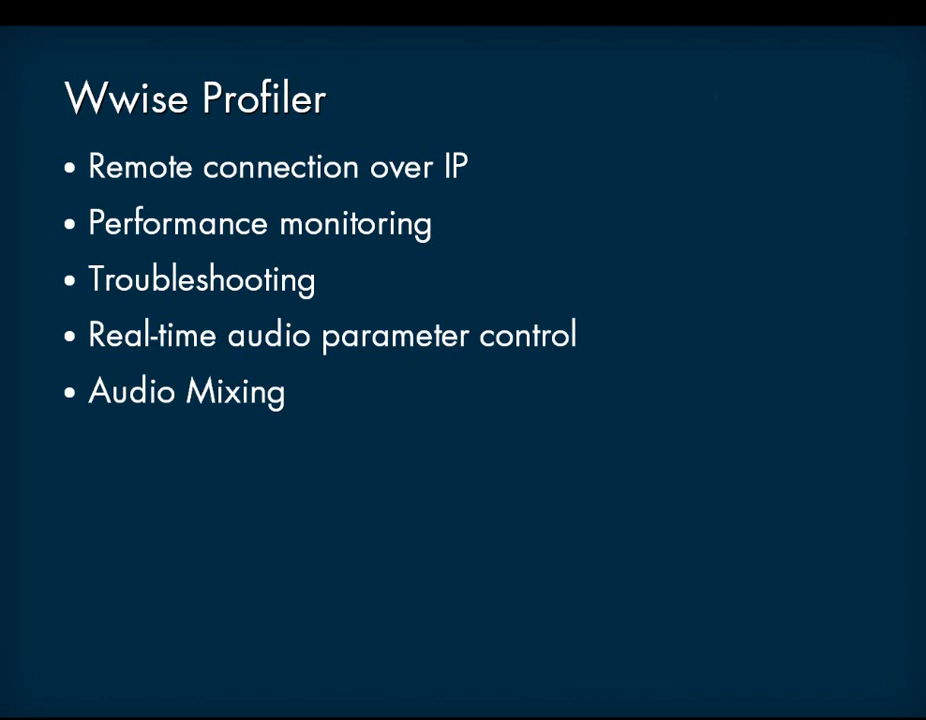 Wwise Profiler
• Remote connection over IP
• Performance monitoring
• Troubleshooting
• Real-time audio parameter control
• Audio Mixing